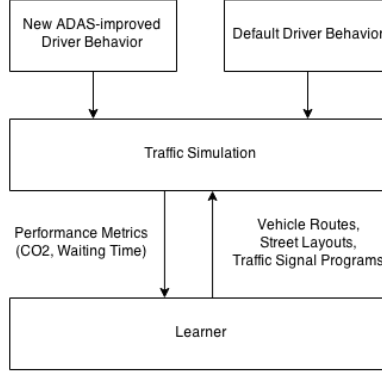 New ADAS-improved
Driver Behavior
Default Driver Behavior
Traffic Simulation
Performance Metrics
(CO2, Waiting Time)
Vehicle Routes,
Street Layouts,
Traffic Signal Programs
Learner